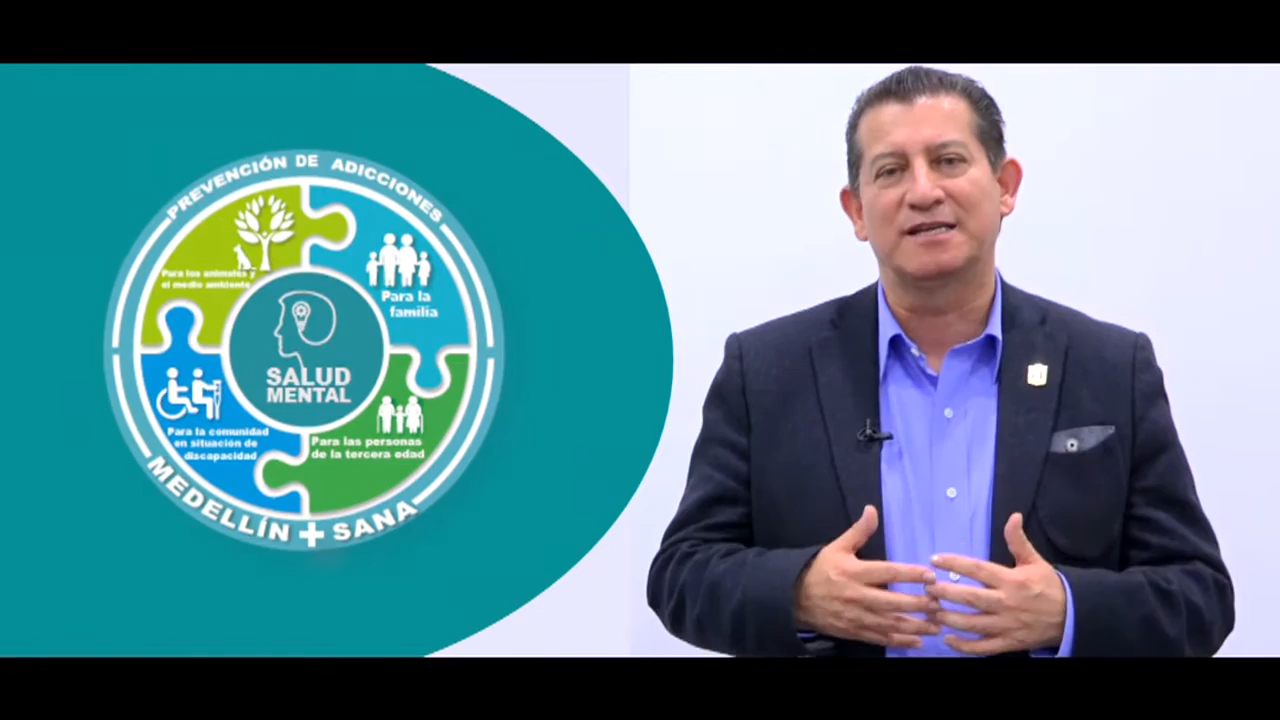 PREVENCIÓN DE ADICCIONES
Para los animales y
el medio ambiente
Para la
familia
SALUD
MENTAL
Para la comunidad
en situación de
discapacidad
Para las personas
de la tercera edad
MEDELLÍN + SANA